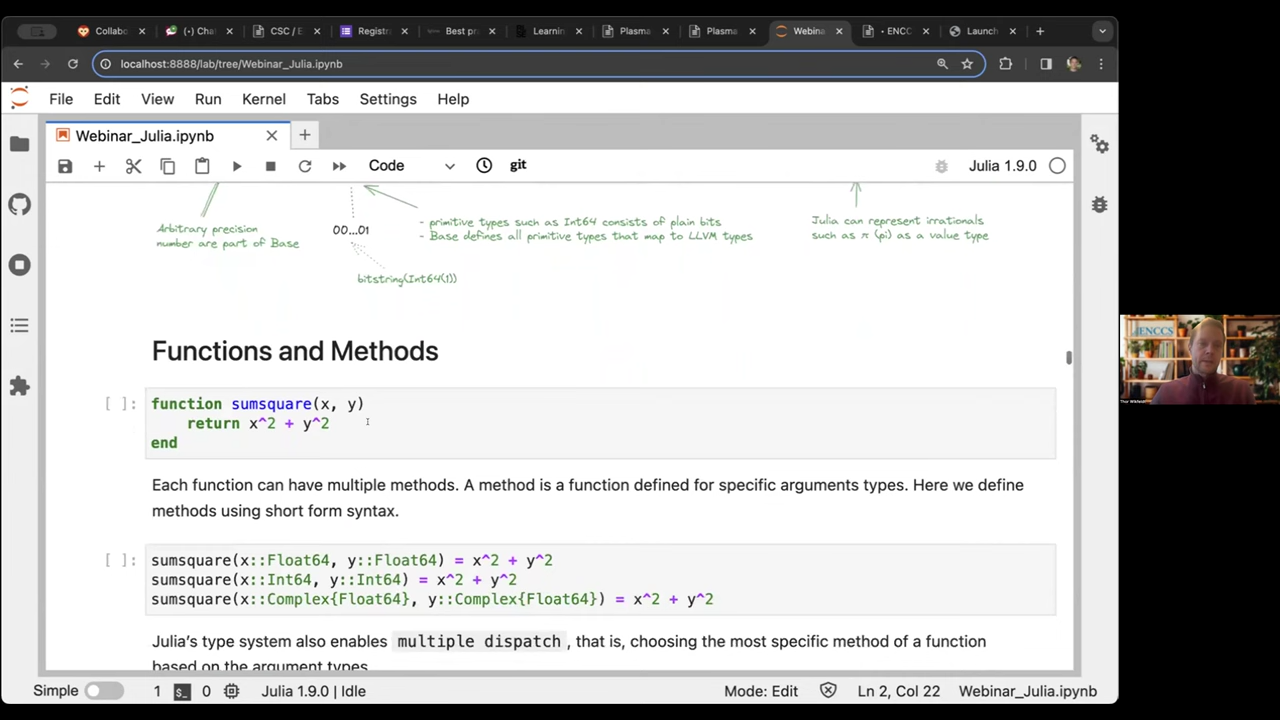 Collabo
(·) Cha
CSC / E
Registr
Best pr
Learnin
Plasma
Plasma
Webina
• ENCC
Launch
localhost:8888/lab/tree/Webinar_Julia.ipynb
File Edit View Run Kernel Tabs Settings Help
Webinar_Julia.ipynb
Code
git
Julia 1.9.0
Arbitrary precision
number are part of Base
00...01
bitstring(Int64(1))
- primitive types such as Int64 consists of plain bits
- Base defines all primitive types that map to LLVM types
Julia can represent irrationals
such as π (pi) as a value type
Functions and Methods
[ ]:
function sumsquare(x, y)
return x^2 + y^2
end
Each function can have multiple methods. A method is a function defined for specific arguments types. Here we define
methods using short form syntax.
[ ]:
sumsquare(x::Float64, y::Float64) = x^2 + y^2
sumsquare(x::Int64, y::Int64) = x^2 + y^2
sumsquare(x::Complex{Float64}, y::Complex{Float64}) = x^2 + y^2
Julia’s type system also enables multiple dispatch, that is, choosing the most specific method of a function
based on the argument types.
Simple 1 0 Julia 1.9.0 | Idle Mode: Edit Ln 2, Col 22 Webinar_Julia.ipynb
ENCCS
Thor Wikfeldt